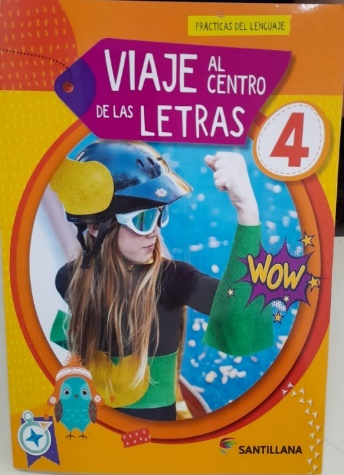 PRÁCTICAS DEL LENGUAJE
VIAJE AL CENTRO
DE LAS LETRAS
4
WOW
SANTILLANA